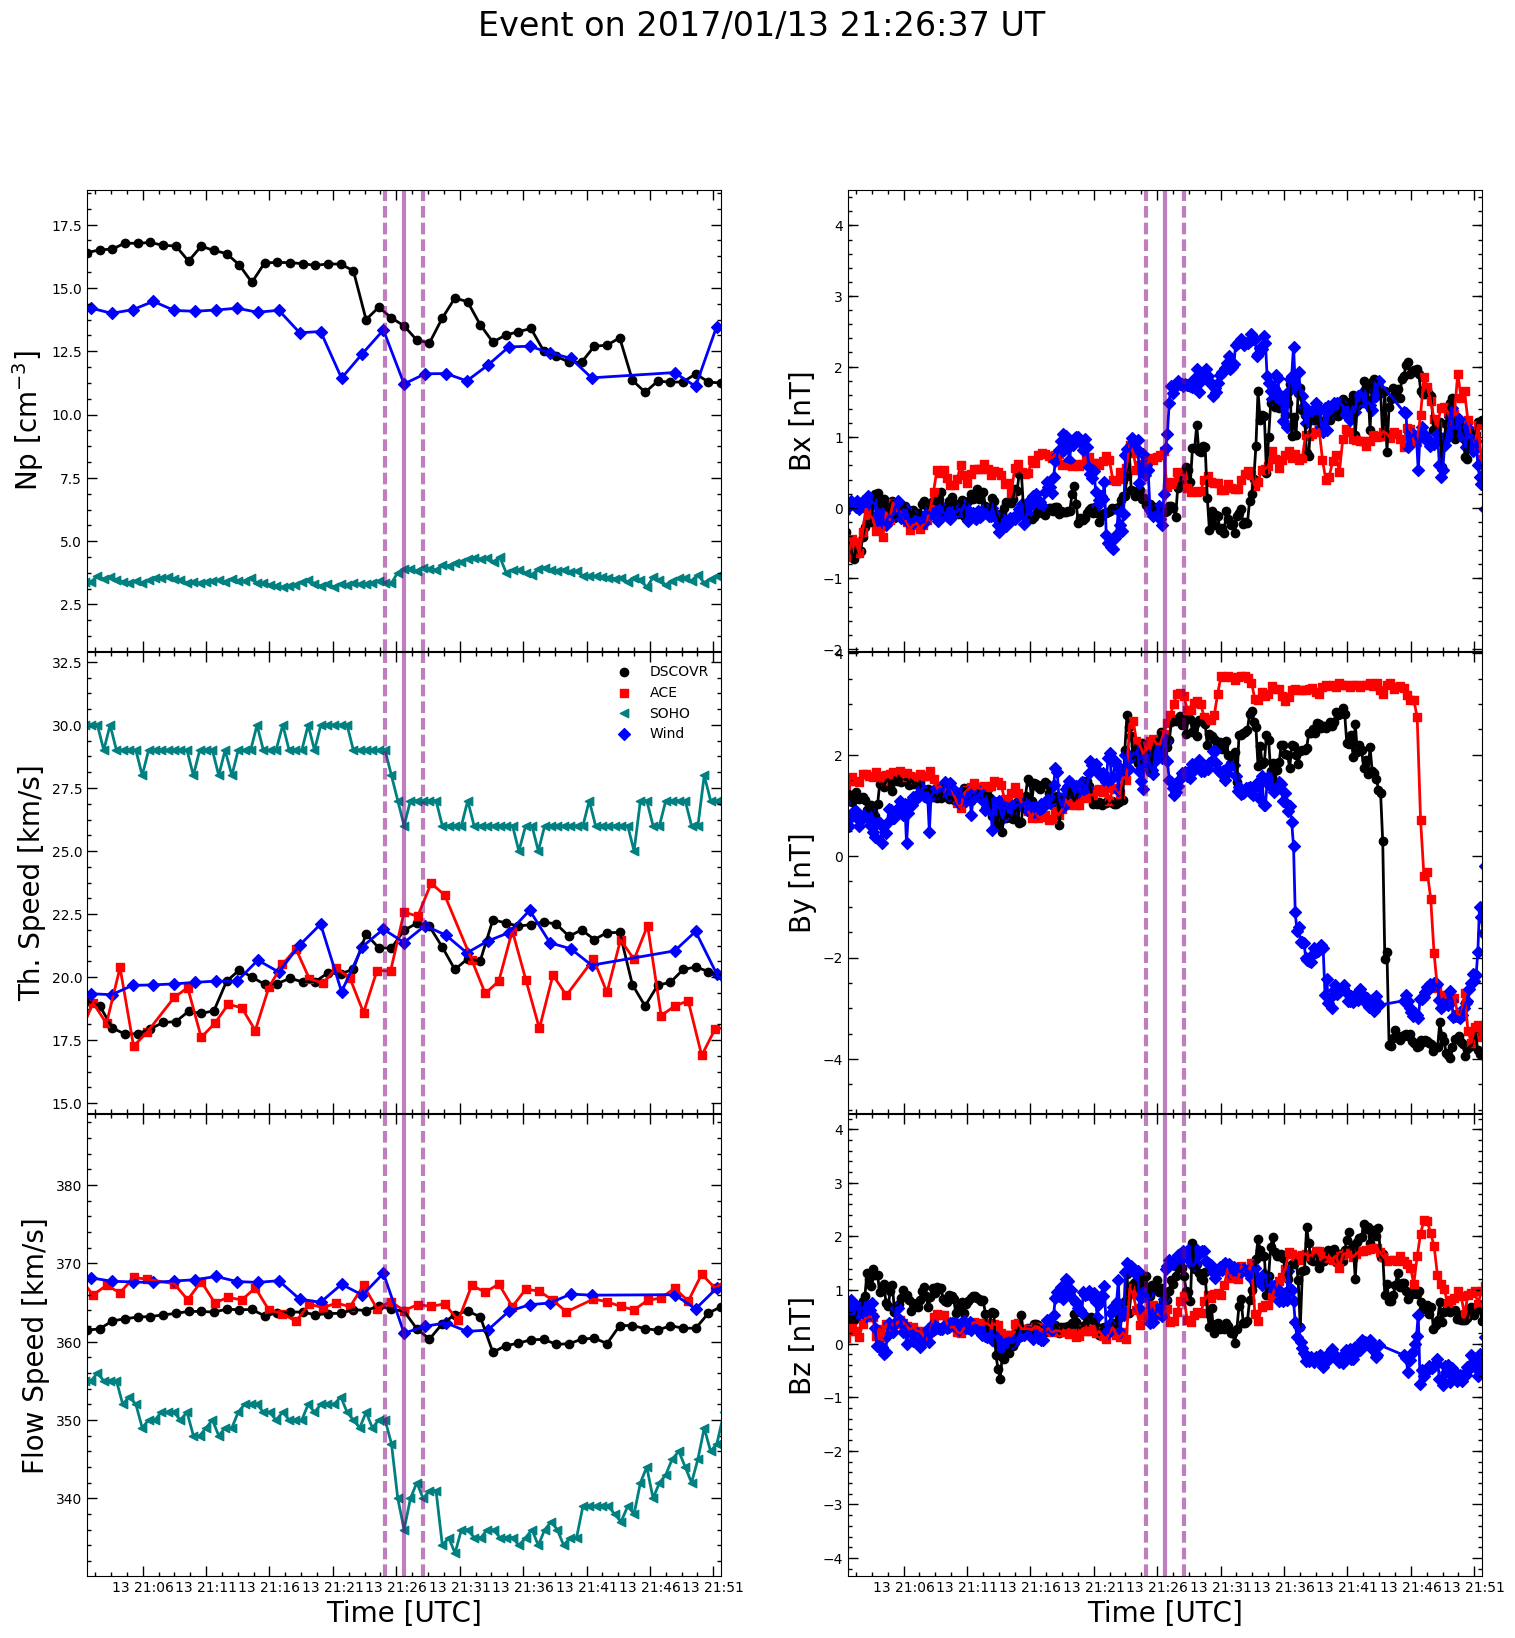 Event on 2017/01/13 21:26:37 UT
Np [cm⁻³]
17.5
15.0
12.5
10.0
7.5
5.0
2.5
Th. Speed [km/s]
32.5
30.0
27.5
25.0
22.5
20.0
17.5
15.0
DSCOVR
ACE
SOHO
Wind
Flow Speed [km/s]
380
370
360
350
340
13 21:06 13 21:11 13 21:16 13 21:21 13 21:26 13 21:31 13 21:36 13 21:41 13 21:46 13 21:51
Time [UTC]
Bx [nT]
4
3
2
1
0
−1
−2
By [nT]
4
2
0
−2
−4
Bz [nT]
4
3
2
1
0
−1
−2
−3
−4
13 21:06 13 21:11 13 21:16 13 21:21 13 21:26 13 21:31 13 21:36 13 21:41 13 21:46 13 21:51
Time [UTC]